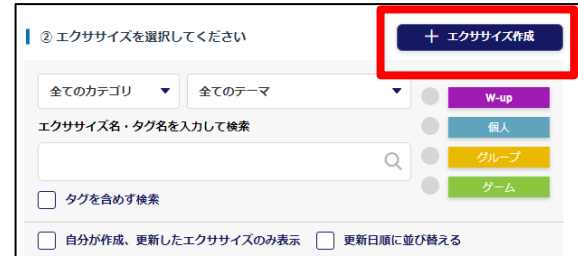 ② エクササイズを選択してください
＋ エクササイズ作成
全てのカテゴリ ▼
全てのテーマ ▼
W-up
エクササイズ名・タグ名を入力して検索
個人
グループ
ゲーム
タグを含めず検索
自分が作成、更新したエクササイズのみ表示
更新日順に並び替える